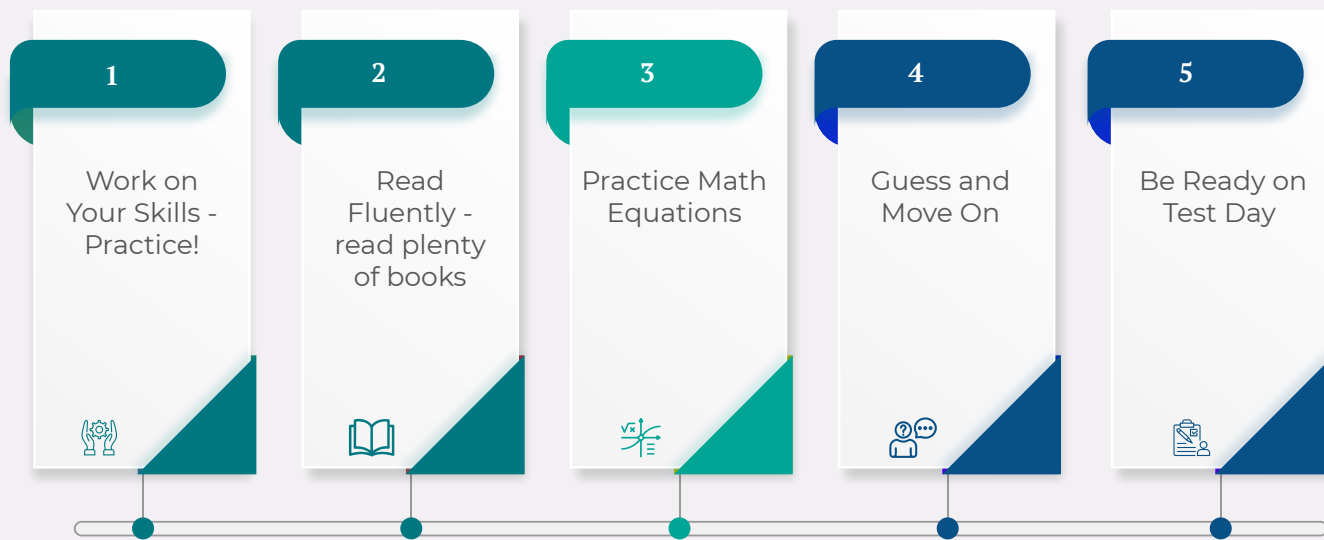 1
Work on
Your Skills -
Practice!
2
Read
Fluently -
read plenty
of books
3
Practice Math
Equations
4
Guess and
Move On
5
Be Ready on
Test Day